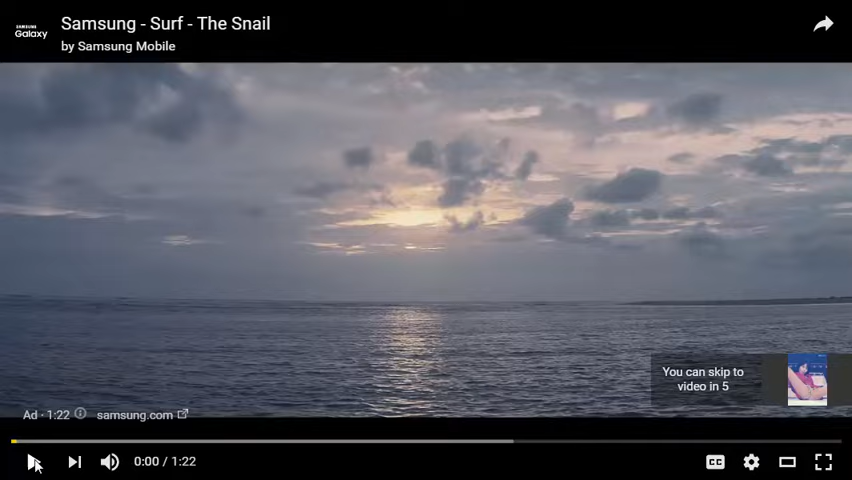 SAMSUNG
Galaxy
Samsung - Surf - The Snail
by Samsung Mobile
You can skip to
video in 5
Ad · 1:22
samsung.com
0:00 / 1:22
CC